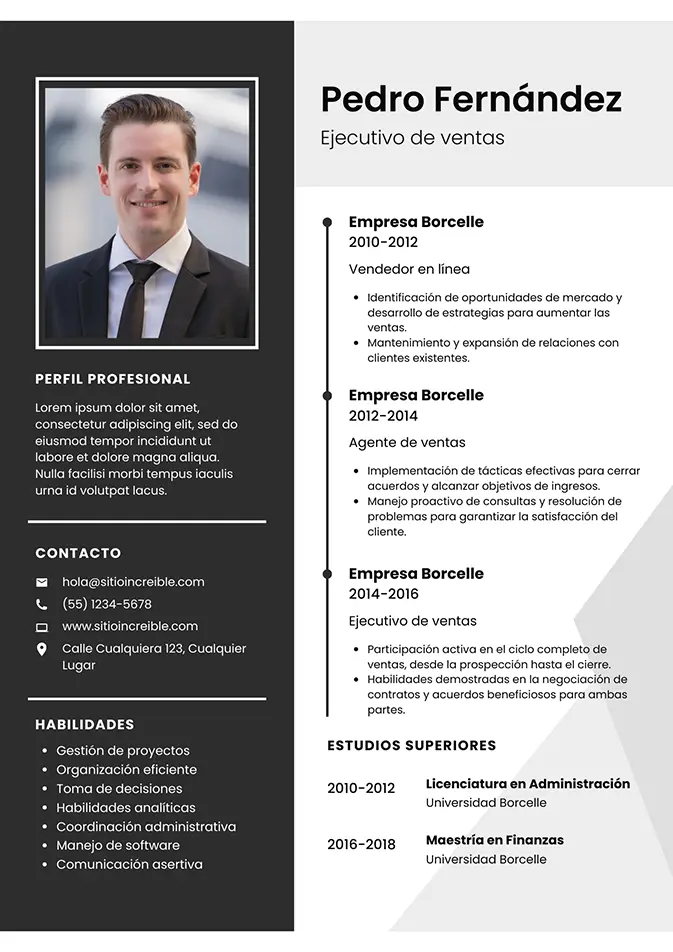 Pedro Fernández
Ejecutivo de ventas
PERFIL PROFESIONAL
Lorem ipsum dolor sit amet,
consectetur adipiscing elit, sed do
eiusmod tempor incididunt ut
labore et dolore magna aliqua.
Nulla facilisi morbi tempus iaculis
urna id volutpat lacus.
CONTACTO
hola@sitioincreible.com
(55) 1234-5678
www.sitioincreible.com
Calle Cualquiera 123, Cualquier
Lugar
HABILIDADES
• Gestión de proyectos
• Organización eficiente
• Toma de decisiones
• Habilidades analíticas
• Coordinación administrativa
• Manejo de software
• Comunicación asertiva
Empresa Borcelle
2010-2012
Vendedor en línea
• Identificación de oportunidades de mercado y
desarrollo de estrategias para aumentar las
ventas.
• Mantenimiento y expansión de relaciones con
clientes existentes.
Empresa Borcelle
2012-2014
Agente de ventas
• Implementación de tácticas efectivas para cerrar
acuerdos y alcanzar objetivos de ingresos.
• Manejo proactivo de consultas y resolución de
problemas para garantizar la satisfacción del
cliente.
Empresa Borcelle
2014-2016
Ejecutivo de ventas
• Participación activa en el ciclo completo de
ventas, desde la prospección hasta el cierre.
• Habilidades demostradas en la negociación de
contratos y acuerdos beneficiosos para ambas
partes.
ESTUDIOS SUPERIORES
2010-2012 Licenciatura en Administración
Universidad Borcelle
2016-2018 Maestría en Finanzas
Universidad Borcelle